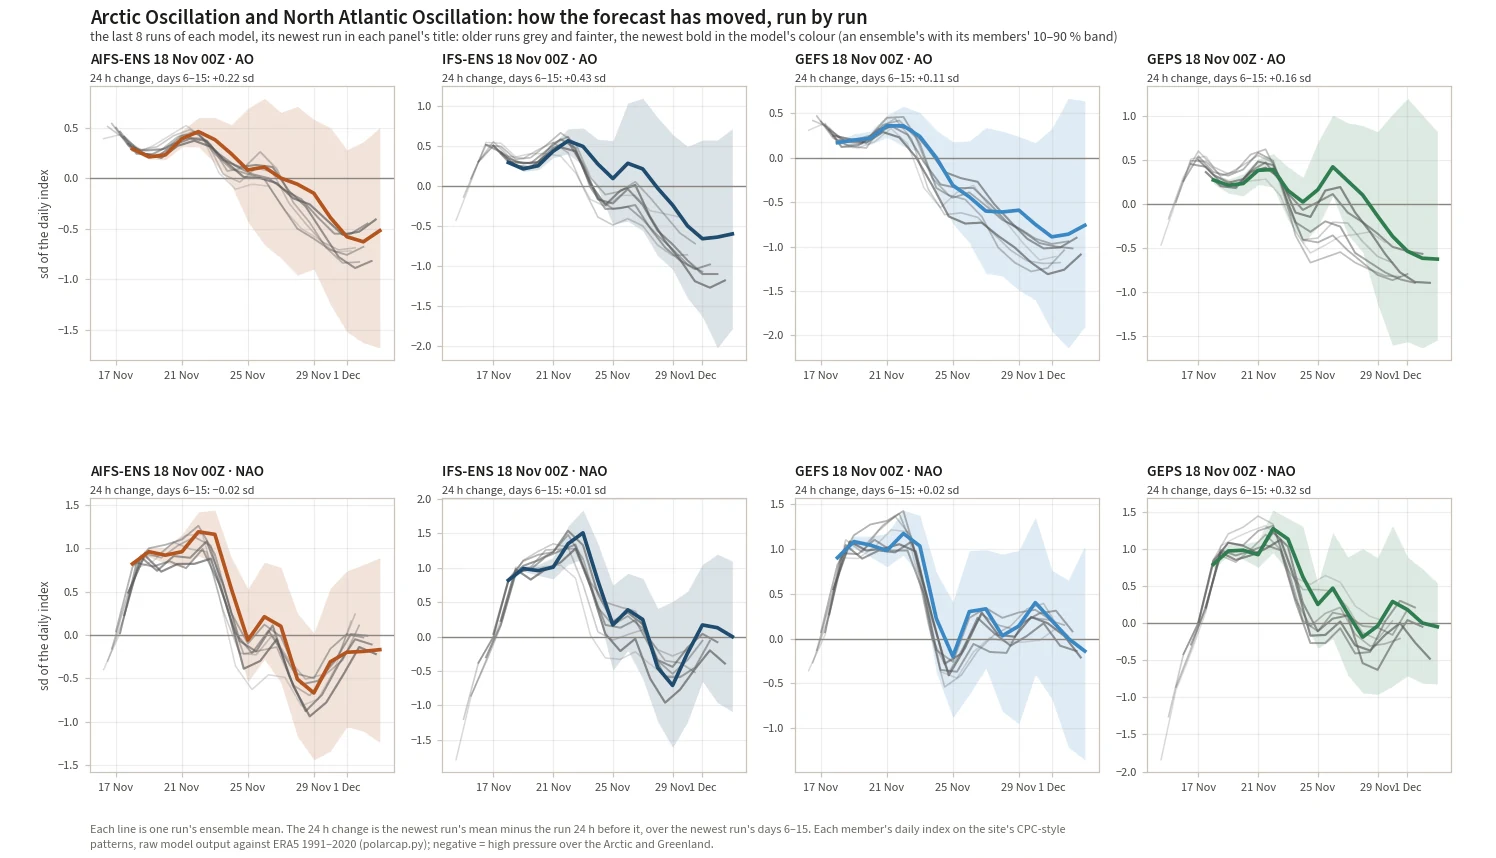 Arctic Oscillation and North Atlantic Oscillation: how the forecast has moved, run by run
the last 8 runs of each model, its newest run in each panel's title: older runs grey and fainter, the newest bold in the model's colour (an ensemble's with its members' 10–90 % band)
AIFS-ENS 18 Nov 00Z · AO
24 h change, days 6–15: +0.22 sd
sd of the daily index
0.5
0.0
−0.5
−1.0
−1.5
17 Nov 21 Nov 25 Nov 29 Nov 1 Dec
IFS-ENS 18 Nov 00Z · AO
24 h change, days 6–15: +0.43 sd
1.0
0.5
0.0
−0.5
−1.0
−1.5
−2.0
17 Nov 21 Nov 25 Nov 29 Nov 1 Dec
GEFS 18 Nov 00Z · AO
24 h change, days 6–15: +0.11 sd
0.5
0.0
−0.5
−1.0
−1.5
−2.0
17 Nov 21 Nov 25 Nov 29 Nov 1 Dec
GEPS 18 Nov 00Z · AO
24 h change, days 6–15: +0.16 sd
1.0
0.5
0.0
−0.5
−1.0
−1.5
17 Nov 21 Nov 25 Nov 29 Nov 1 Dec
AIFS-ENS 18 Nov 00Z · NAO
24 h change, days 6–15: −0.02 sd
sd of the daily index
1.5
1.0
0.5
0.0
−0.5
−1.0
−1.5
17 Nov 21 Nov 25 Nov 29 Nov 1 Dec
IFS-ENS 18 Nov 00Z · NAO
24 h change, days 6–15: +0.01 sd
2.0
1.5
1.0
0.5
0.0
−0.5
−1.0
−1.5
17 Nov 21 Nov 25 Nov 29 Nov 1 Dec
GEFS 18 Nov 00Z · NAO
24 h change, days 6–15: +0.02 sd
1.5
1.0
0.5
0.0
−0.5
−1.0
17 Nov 21 Nov 25 Nov 29 Nov 1 Dec
GEPS 18 Nov 00Z · NAO
24 h change, days 6–15: +0.32 sd
1.5
1.0
0.5
0.0
−0.5
−1.0
−1.5
−2.0
17 Nov 21 Nov 25 Nov 29 Nov 1 Dec
Each line is one run's ensemble mean. The 24 h change is the newest run's mean minus the run 24 h before it, over the newest run's days 6–15. Each member's daily index on the site's CPC-style
patterns, raw model output against ERA5 1991–2020 (polarcap.py); negative = high pressure over the Arctic and Greenland.